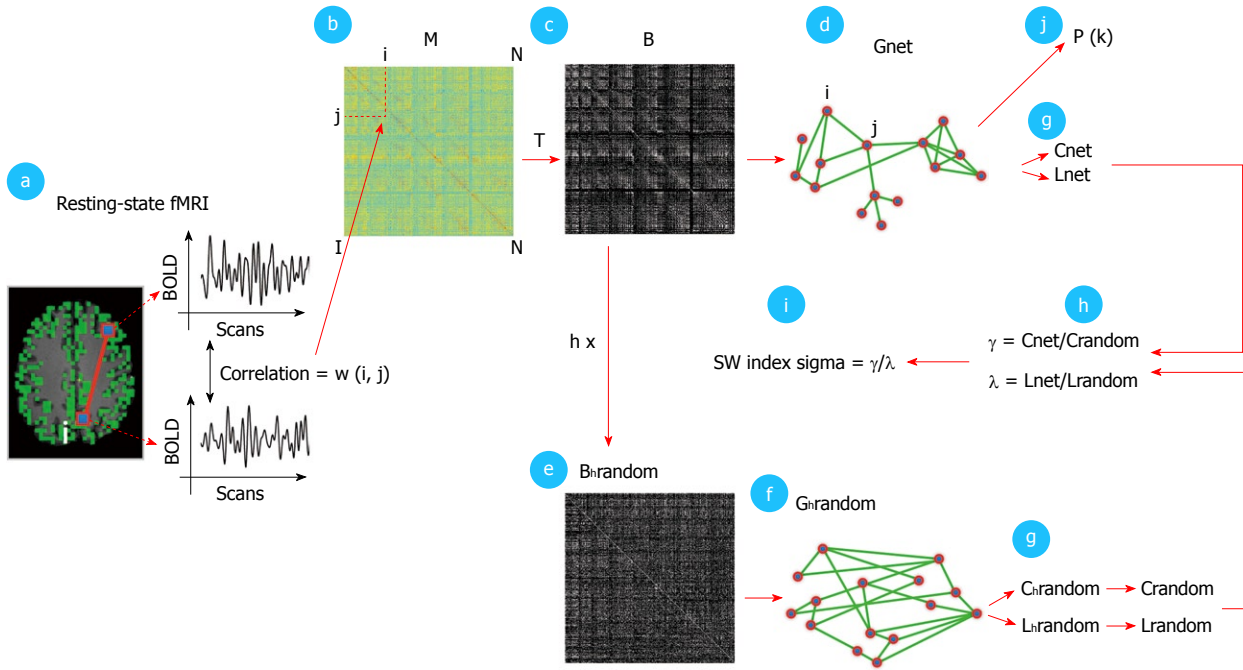 a
Resting-state fMRI
BOLD
Scans
Correlation = w (i, j)
BOLD
Scans
i
b
M
i
N
j
I
N
T
c
B
h x
d
Gnet
i
j
j
P (k)
g
Cnet
Lnet
h
γ = Cnet/Crandom
λ = Lnet/Lrandom
i
SW index sigma = γ/λ
e
Bhrandom
f
Ghrandom
g
Chrandom
Crandom
Lhrandom
Lrandom